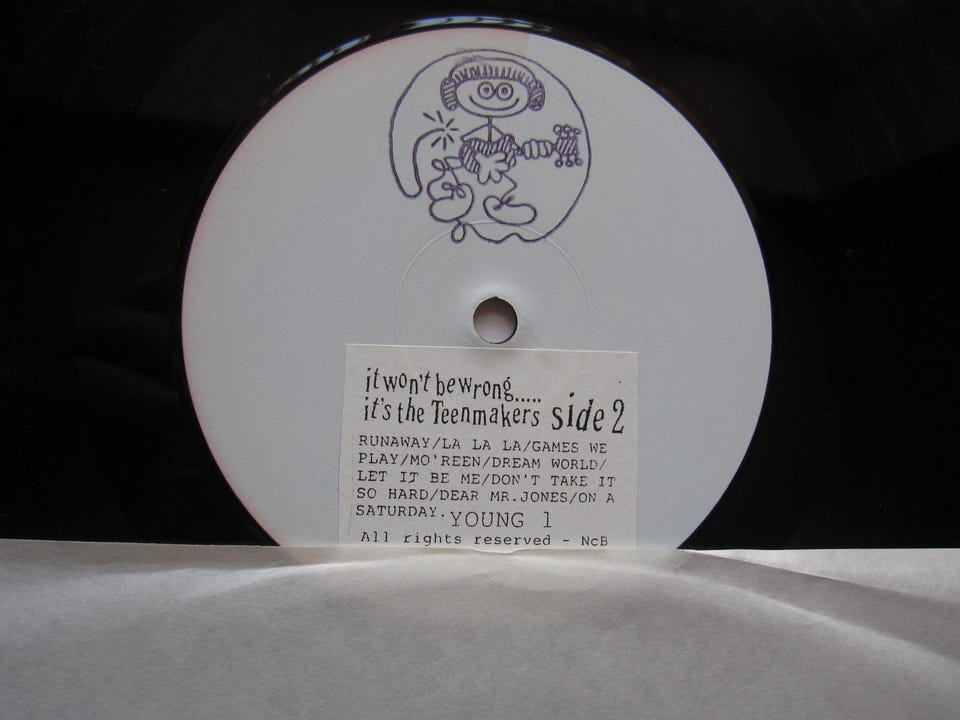 it won't be wrong.....
it's the Teenmakers side 2
RUNAWAY/LA LA LA/GAMES WE
PLAY/MO'REEN/DREAM WORLD/
LET IT BE ME/DON'T TAKE IT
SO HARD/DEAR MR.JONES/ON A
SATURDAY. YOUNG 1
All rights reserved - NcB